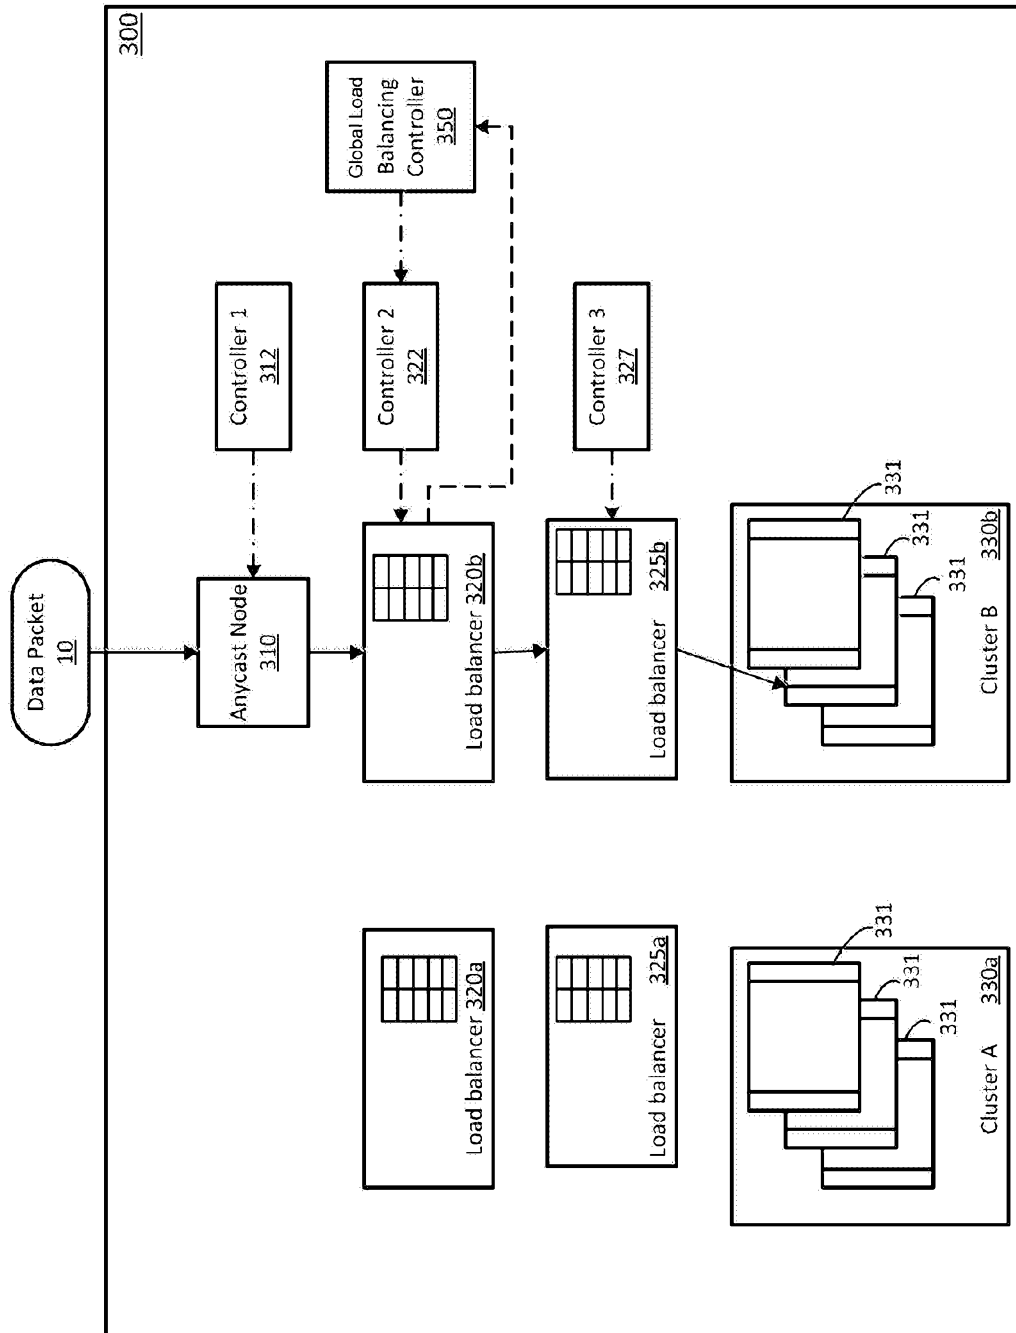 300
Data Packet
10
Global Load
Balancing
Controller
350
Controller 1
312
Controller 2
322
Controller 3
327
Anycast Node
310
Load balancer 320b
Load balancer 325b
331
331
331
Cluster B 330b
Load balancer 320a
Load balancer 325a
331
331
331
Cluster A 330a